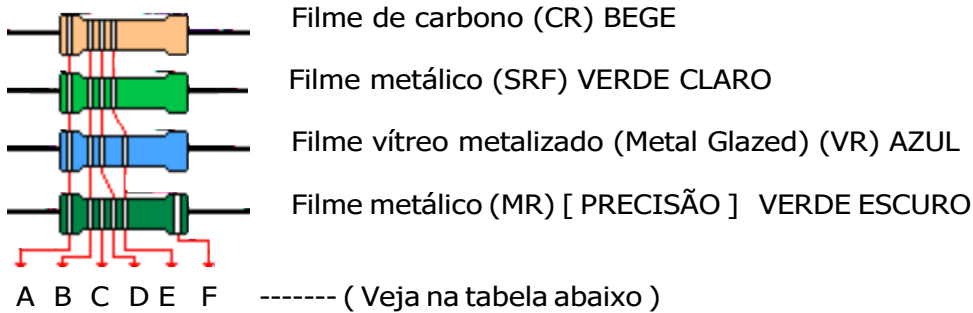 Filme de carbono (CR) BEGE
Filme metálico (SRF) VERDE CLARO
Filme vítreo metalizado (Metal Glazed) (VR) AZUL
Filme metálico (MR) [ PRECISÃO ] VERDE ESCURO
A B C D E F ------- ( Veja na tabela abaixo )